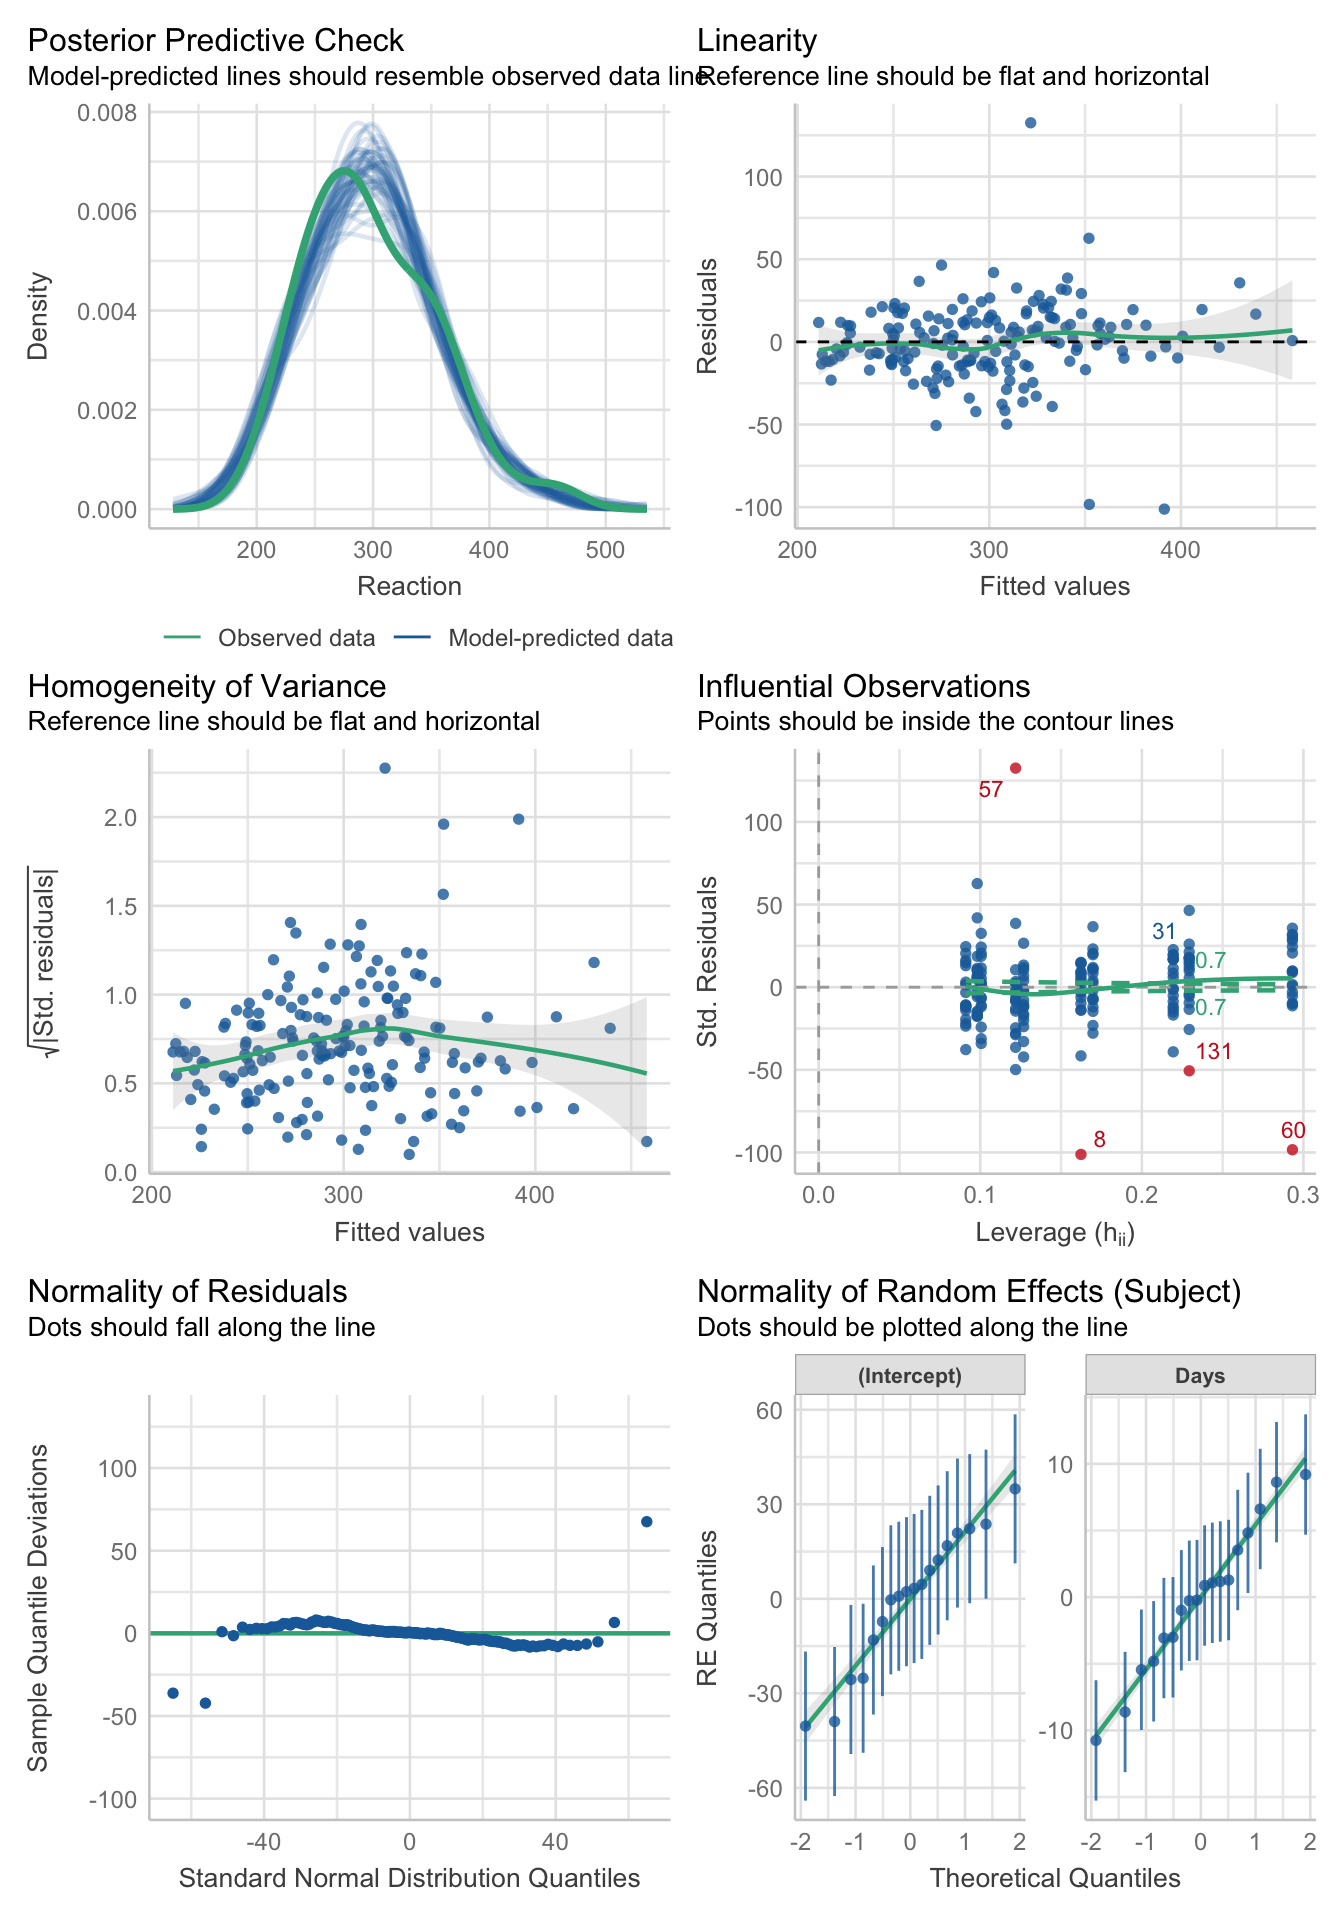 Posterior Predictive Check
Model-predicted lines should resemble observed data line
0.008
0.006
0.004
0.002
0.000
Density
200 300 400 500
Reaction
Observed data Model-predicted data
Linearity
Reference line should be flat and horizontal
100
50
0
-50
-100
Residuals
200 300 400
Fitted values
Homogeneity of Variance
Reference line should be flat and horizontal
2.0
1.5
1.0
0.5
0.0
√|Std. residuals|
200 300 400
Fitted values
Influential Observations
Points should be inside the contour lines
57
100
50
0
-50
-100
Std. Residuals
31
0.7
0.7
131
8
60
0.0 0.1 0.2 0.3
Leverage (hii)
Normality of Residuals
Dots should fall along the line
100
50
0
-50
-100
Sample Quantile Deviations
-40 0 40
Standard Normal Distribution Quantiles
Normality of Random Effects (Subject)
Dots should be plotted along the line
(Intercept)
60
30
0
-30
-60
RE Quantiles
-2 -1 0 1 2
Days
10
0
-10
-2 -1 0 1 2
Theoretical Quantiles